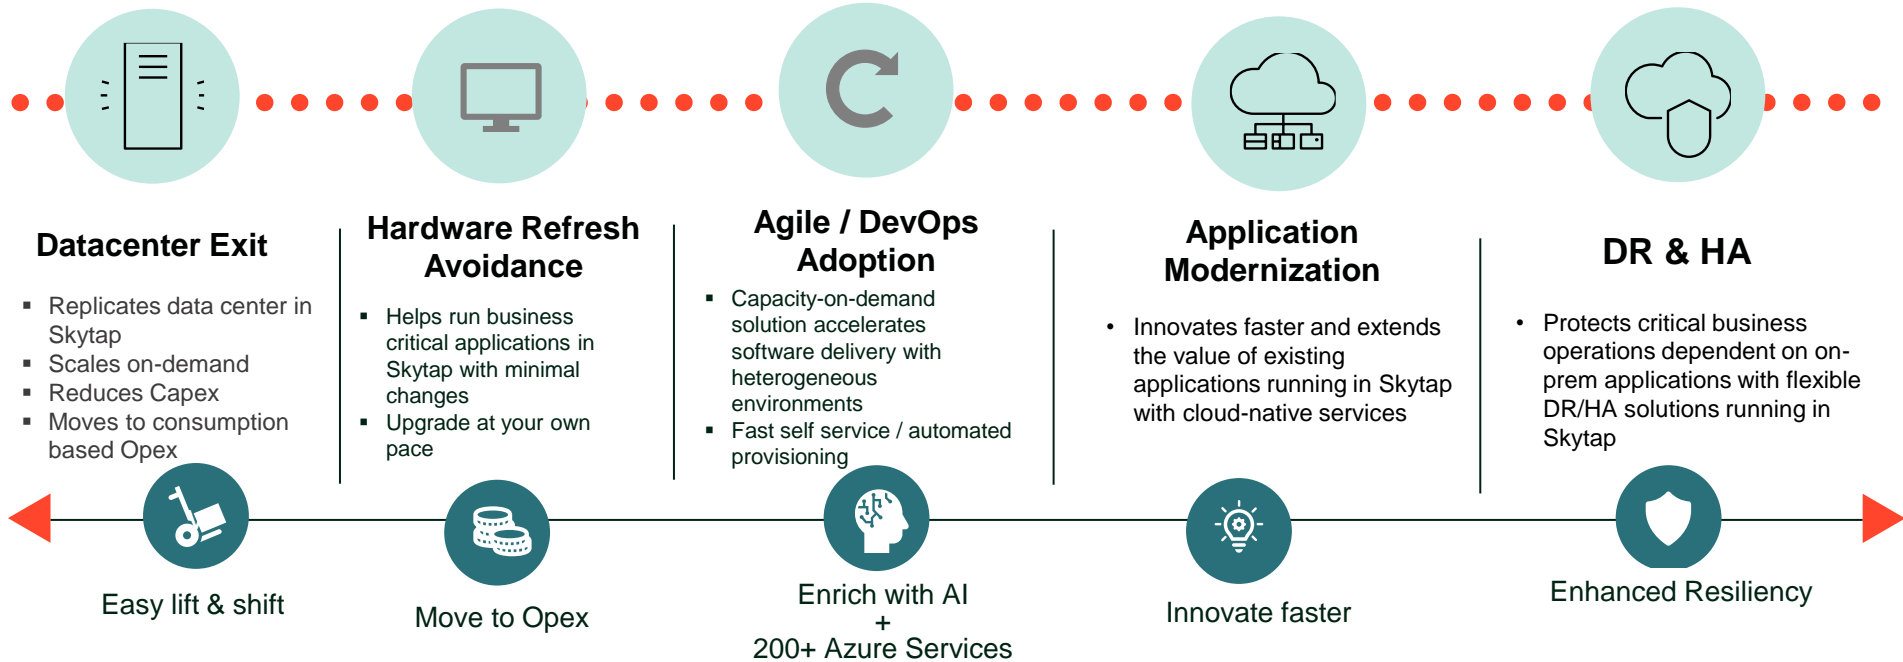 Datacenter Exit
▪ Replicates data center in
Skytap
▪ Scales on-demand
▪ Reduces Capex
▪ Moves to consumption
based Opex
Easy lift & shift
Hardware Refresh
Avoidance
▪ Helps run business
critical applications in
Skytap with minimal
changes
▪ Upgrade at your own
pace
Move to Opex
Agile / DevOps
Adoption
▪ Capacity-on-demand
solution accelerates
software delivery with
heterogeneous
environments
▪ Fast self service / automated
provisioning
Enrich with AI
+
200+ Azure Services
Application
Modernization
• Innovates faster and extends
the value of existing
applications running in Skytap
with cloud-native services
Innovate faster
DR & HA
• Protects critical business
operations dependent on on-
prem applications with flexible
DR/HA solutions running in
Skytap
Enhanced Resiliency